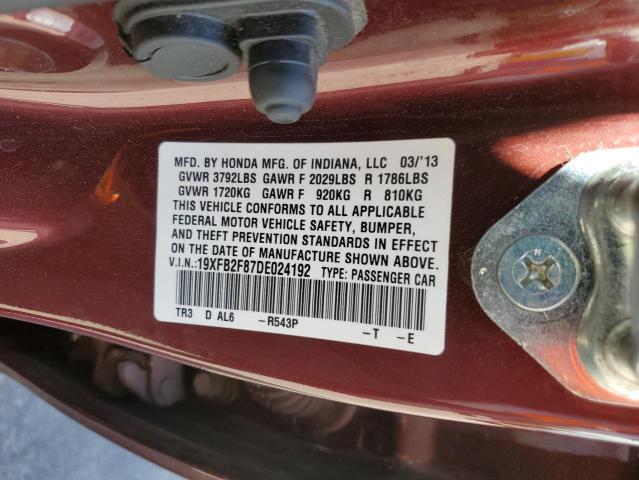 MFD. BY HONDA MFG. OF INDIANA, LLC 03/'13
GVWR 3792LBS GAWR F 2029LBS R 1786LBS
GVWR 1720KG GAWR F 920KG R 810KG
THIS VEHICLE CONFORMS TO ALL APPLICABLE
FEDERAL MOTOR VEHICLE SAFETY, BUMPER,
AND THEFT PREVENTION STANDARDS IN EFFECT
ON THE DATE OF MANUFACTURE SHOWN ABOVE.
V.I.N.:19XFB2F87DE024192 TYPE: PASSENGER CAR
TR3 D AL6 -R543P -T -E